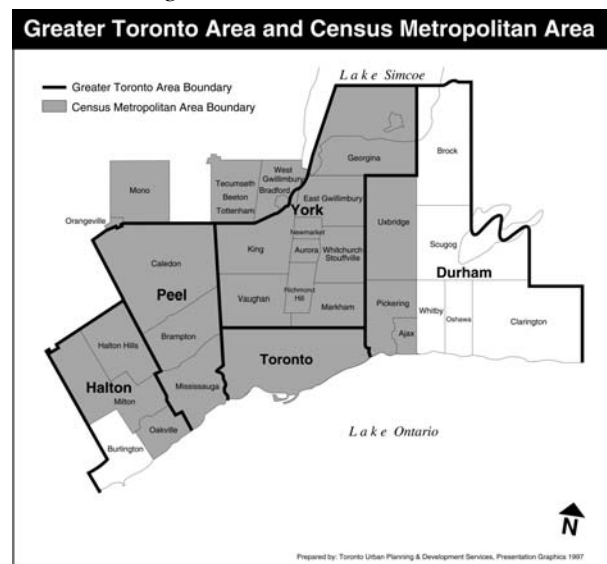 Greater Toronto Area and Census Metropolitan Area
Lake Simcoe
Greater Toronto Area Boundary
Census Metropolitan Area Boundary
Brock
Georgina
West
Gwillimbury
Bradford
Tecumseth
Beeton
Tottenham
Mono
East Gwillimbury
York
Orangeville
Uxbridge
Newmarket
Scugog
King
Aurora
Whitchurch
Stouffville
Caledon
Durham
Peel
Vaughan
Richmond
Hill
Markham
Pickering
Whitby
Oshawa
Clarington
Ajax
Brampton
Halton Hills
Toronto
Halton
Mississauga
Milton
Oakville
Burlington
Lake Ontario
N
Prepared by: Toronto Urban Planning & Development Services, Presentation Graphics 1997